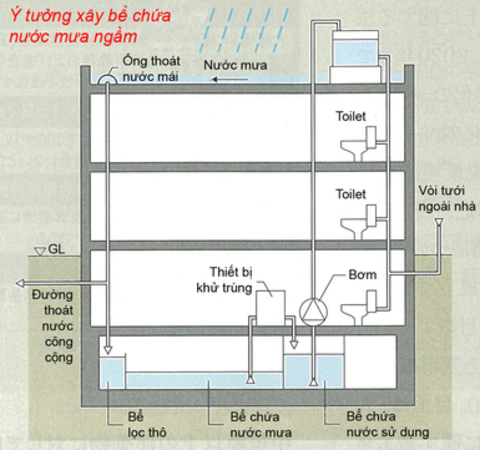 Ý tưởng xây bể chứa
nước mưa ngầm
Ống thoát
nước mái
Nước mưa
Toilet
Toilet
Vòi tưới
ngoài nhà
GL
Thiết bị
khử trùng
Bơm
Đường
thoát
nước
công
cộng
Bể
lọc thô
Bể chứa
nước mưa
Bể chứa
nước sử dụng